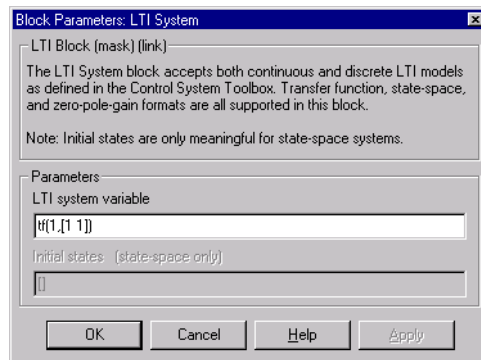 Block Parameters: LTI System
LTI Block (mask) (link)
The LTI System block accepts both continuous and discrete LTI models
as defined in the Control System Toolbox. Transfer function, state-space,
and zero-pole-gain formats are all supported in this block.
Note: Initial states are only meaningful for state-space systems.
Parameters
LTI system variable
tf(1,[1 1])
Initial states (state-space only)
[]
OK Cancel Help Apply